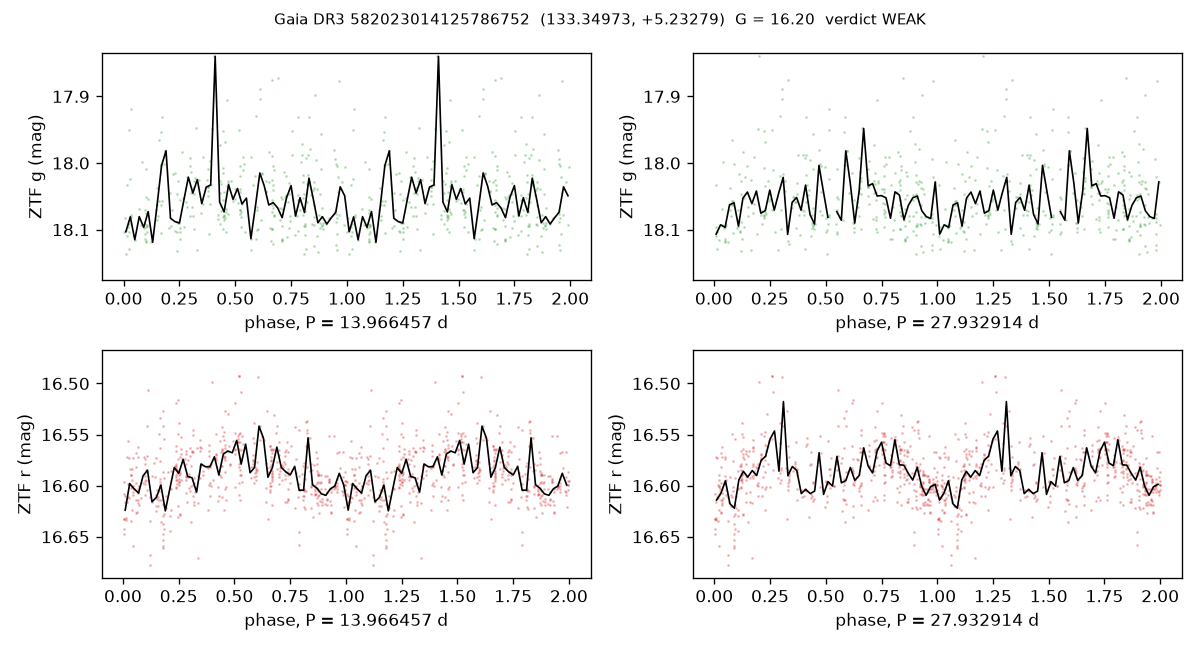 Gaia DR3 582023014125786752 (133.34973, +5.23279) G = 16.20 verdict WEAK
ZTF g (mag)
17.9
18.0
18.1
0.00 0.25 0.50 0.75 1.00 1.25 1.50 1.75 2.00
phase, P = 13.966457 d
ZTF g (mag)
17.9
18.0
18.1
0.00 0.25 0.50 0.75 1.00 1.25 1.50 1.75 2.00
phase, P = 27.932914 d
ZTF r (mag)
16.50
16.55
16.60
16.65
0.00 0.25 0.50 0.75 1.00 1.25 1.50 1.75 2.00
phase, P = 13.966457 d
ZTF r (mag)
16.50
16.55
16.60
16.65
0.00 0.25 0.50 0.75 1.00 1.25 1.50 1.75 2.00
phase, P = 27.932914 d